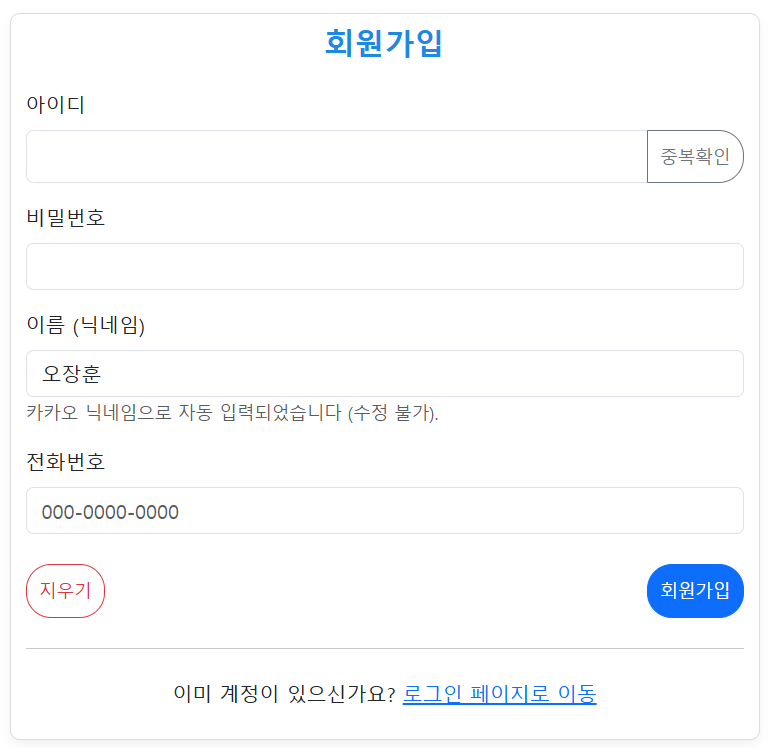 회원가입
아이디
중복확인
비밀번호
이름 (닉네임)
오장훈
카카오 닉네임으로 자동 입력되었습니다 (수정 불가).
전화번호
000-0000-0000
지우기
회원가입
이미 계정이 있으신가요? 로그인 페이지로 이동